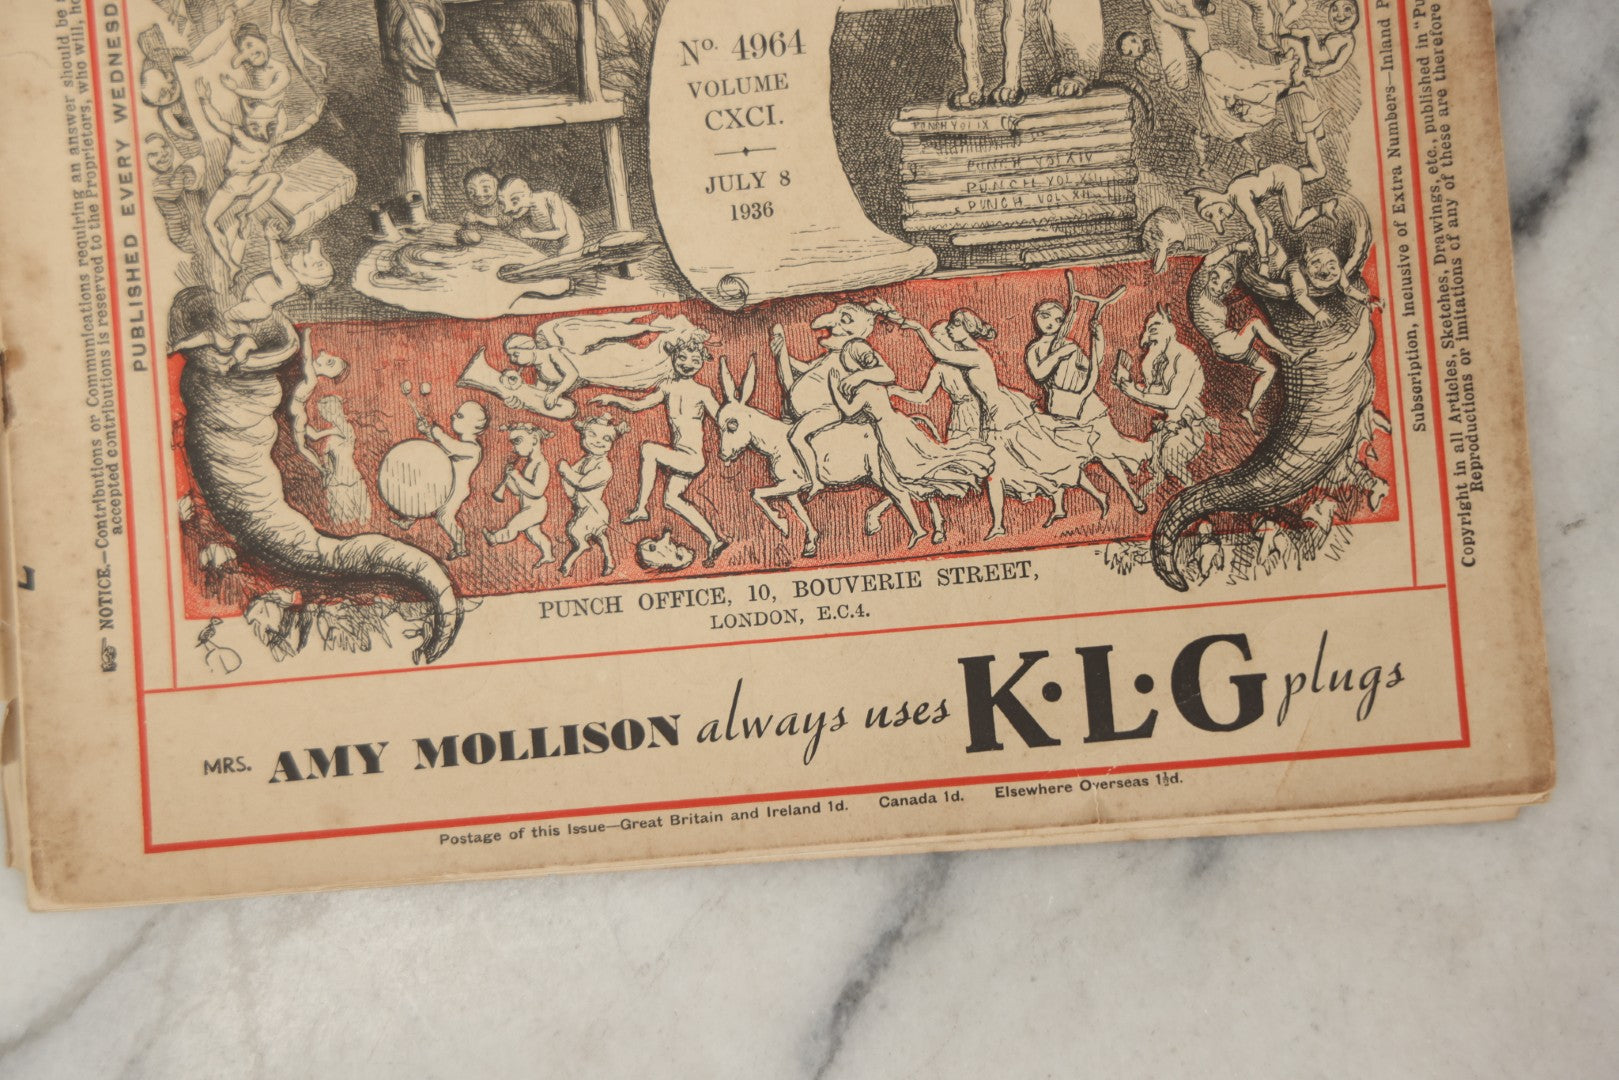 No. 4964
VOLUME
CXCI.
JULY 8
1936
PUNCH VOL XIV
PUNCH VOL
PUNCH VOL XII
PUBLISHED EVERY WEDNESD
☞ NOTICE.—Contributions or Communications requiring an answer should be
accepted contributions is reserved to the Proprietors, who will,
Subscription, inclusive of Extra Numbers—Inland
Copyright in all Articles, Sketches, Drawings, etc., published in "Pu
Reproductions or imitations of any of these are therefore
PUNCH OFFICE, 10, BOUVERIE STREET,
LONDON, E.C.4.
MRS. AMY MOLLISON always uses K·L·G plugs
Postage of this Issue—Great Britain and Ireland 1d. Canada 1d. Elsewhere Overseas 1½d.